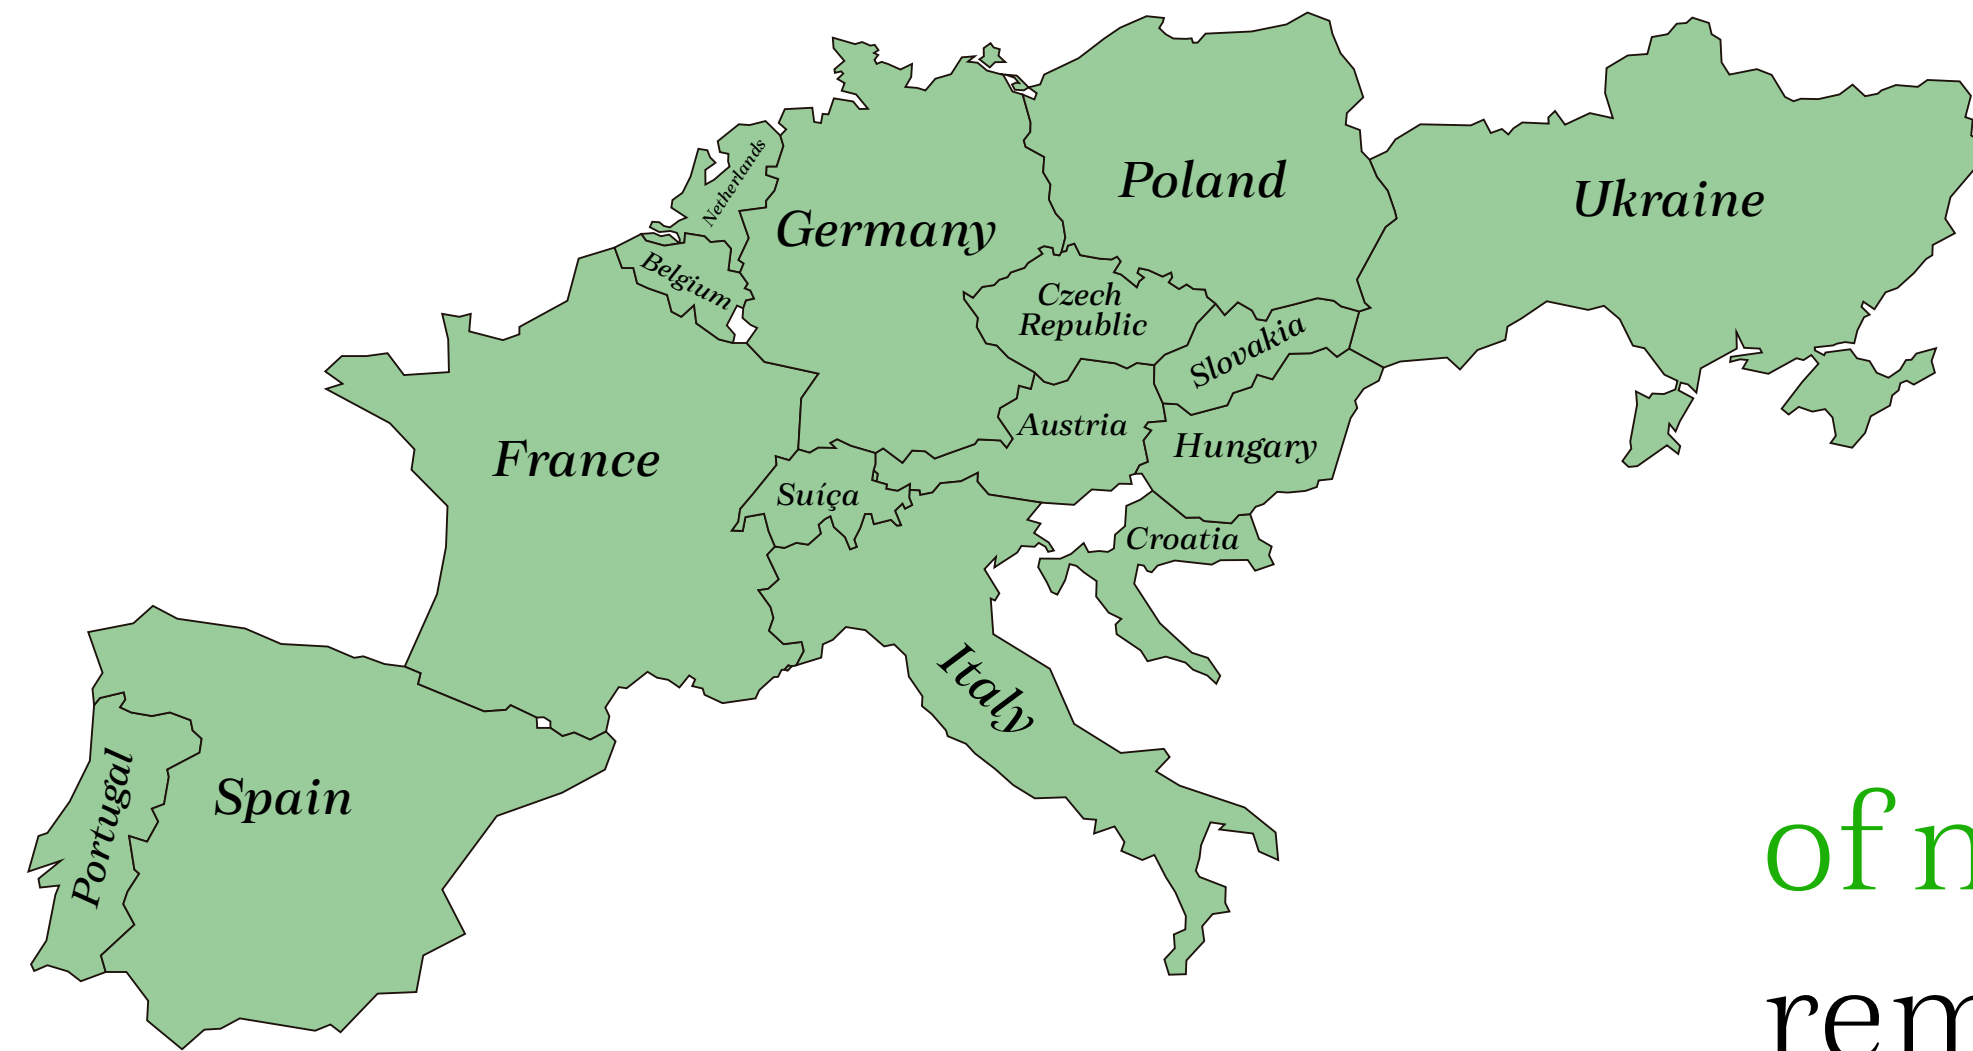 Netherlands
Poland
Ukraine
Germany
Belgium
Czech
Republic
Slovakia
Austria
Hungary
France
Suíça
Croatia
Italy
Portugal
Spain
of